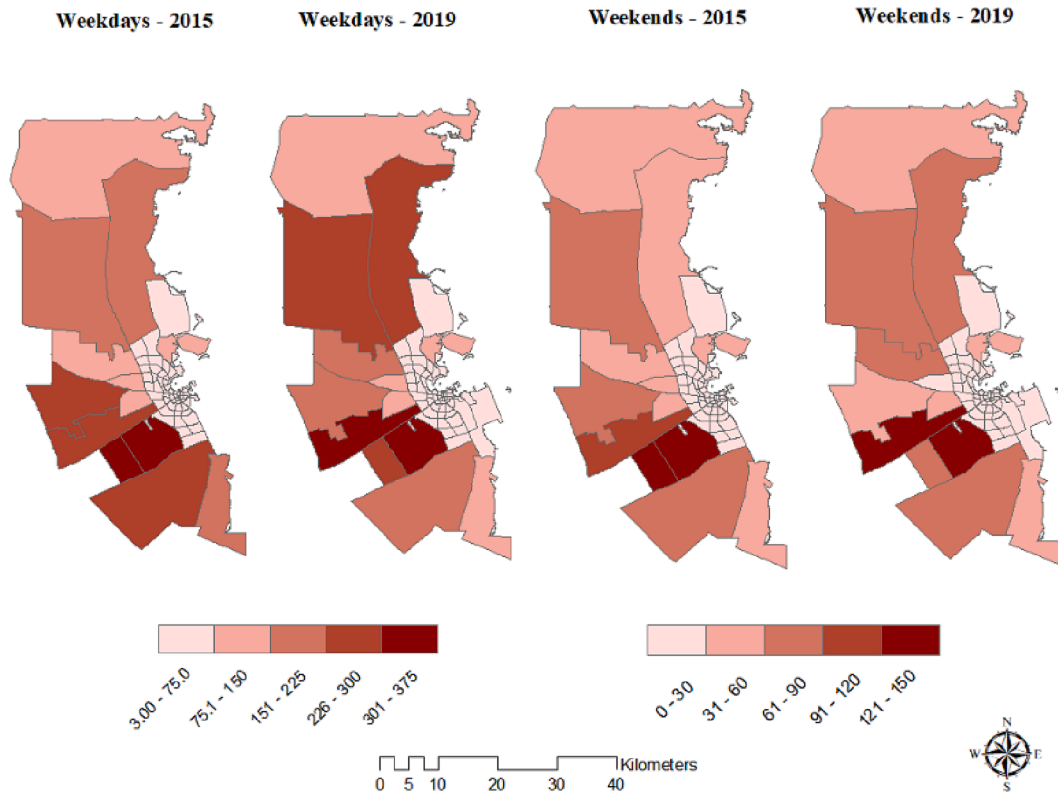 Weekdays - 2015
Weekdays - 2019
Weekends - 2015
Weekends - 2019
3.00 - 75.0
75.1 - 150
151 - 225
226 - 300
301 - 375
0 - 30
31 - 60
61 - 90
91 - 120
121 - 150
Kilometers
0 5 10 20 30 40
N
W E
S